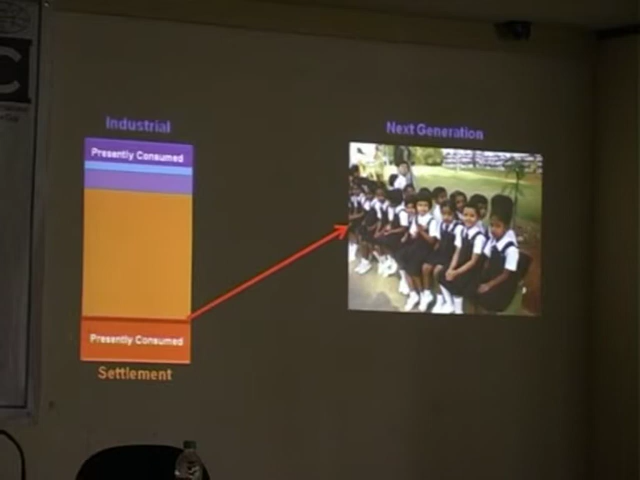 C
Industrial
Next Generation
Presently Consumed
Presently Consumed
Settlement